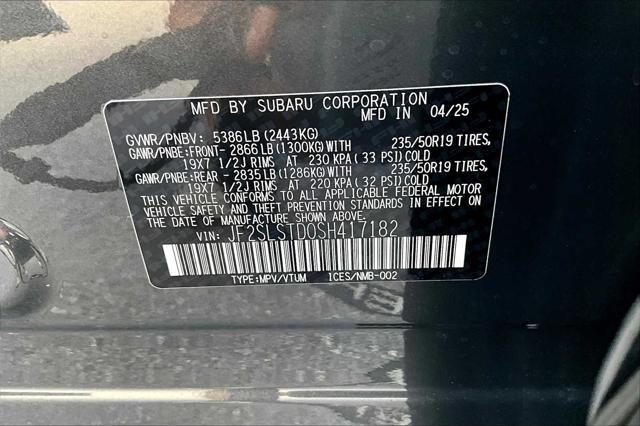 MFD BY SUBARU CORPORATION
MFD IN 04/25
GVWR/PNBV: 5386LB(2443KG)
GAWR/PNBE:FRONT-2866LB(1300KG)WITH 235/50R19 TIRES,
19X7 1/2J RIMS AT 230 KPA(33 PSI)COLD
GAWR/PNBE:REAR - 2835LB(1286KG)WITH 235/50R19 TIRES,
19X7 1/2J RIMS AT 220 KPA(32 PSI)COLD
THIS VEHICLE CONFORMS TO ALL APPLICABLE FEDERAL MOTOR
VEHICLE SAFETY AND THEFT PREVENTION STANDARDS IN EFFECT ON
THE DATE OF MANUFACTURE SHOWN ABOVE.
VIN: JF2SLSTD0SH417182
TYPE:MPV/VTUM ICES/NMB-002